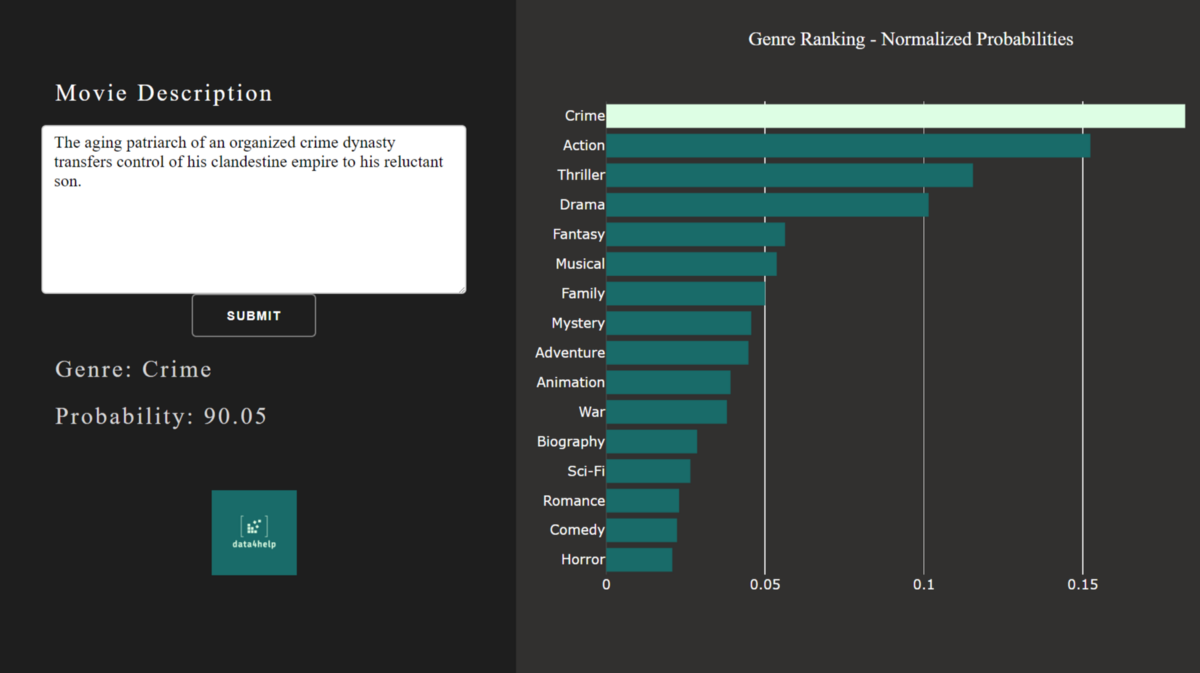 Movie Description
The aging patriarch of an organized crime dynasty
transfers control of his clandestine empire to his reluctant
son.
SUBMIT
Genre: Crime
Probability: 90.05
data4help
Genre Ranking - Normalized Probabilities
Crime
Action
Thriller
Drama
Fantasy
Musical
Family
Mystery
Adventure
Animation
War
Biography
Sci-Fi
Romance
Comedy
Horror
0 0.05 0.1 0.15